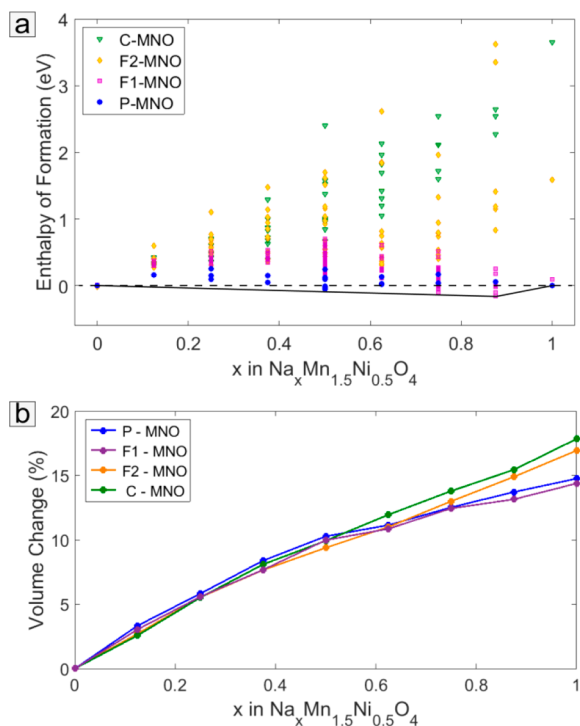 a
C-MNO
F2-MNO
F1-MNO
P-MNO
Enthalpy of Formation (eV)
4
3
2
1
0
0
0.2
0.4
0.6
0.8
1
x in NaₓMn₁.₅Ni₀.₅O₄
b
P - MNO
F1 - MNO
F2 - MNO
C - MNO
Volume Change (%)
20
15
10
5
0
0
0.2
0.4
0.6
0.8
1
x in NaₓMn₁.₅Ni₀.₅O₄